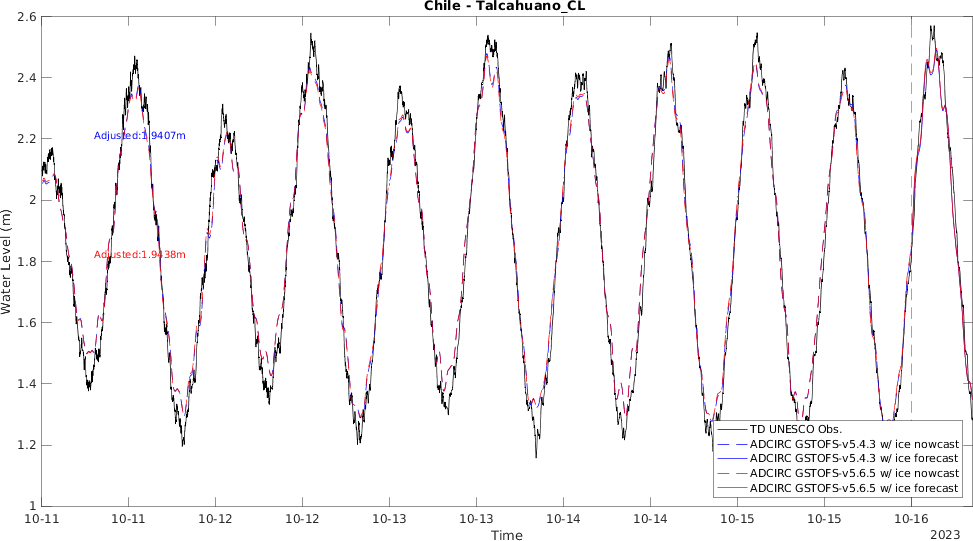 Chile - Talcahuano_CL
2.6
2.4
2.2
2
1.8
1.6
1.4
1.2
1
Water Level (m)
Adjusted:1.9407m
Adjusted:1.9438m
TD UNESCO Obs.
ADCIRC GSTOFS-v5.4.3 w/ ice nowcast
ADCIRC GSTOFS-v5.4.3 w/ ice forecast
ADCIRC GSTOFS-v5.6.5 w/ ice nowcast
ADCIRC GSTOFS-v5.6.5 w/ ice forecast
10-11 10-11 10-12 10-12 10-13 10-13 10-14 10-14 10-15 10-15 10-16
Time
2023